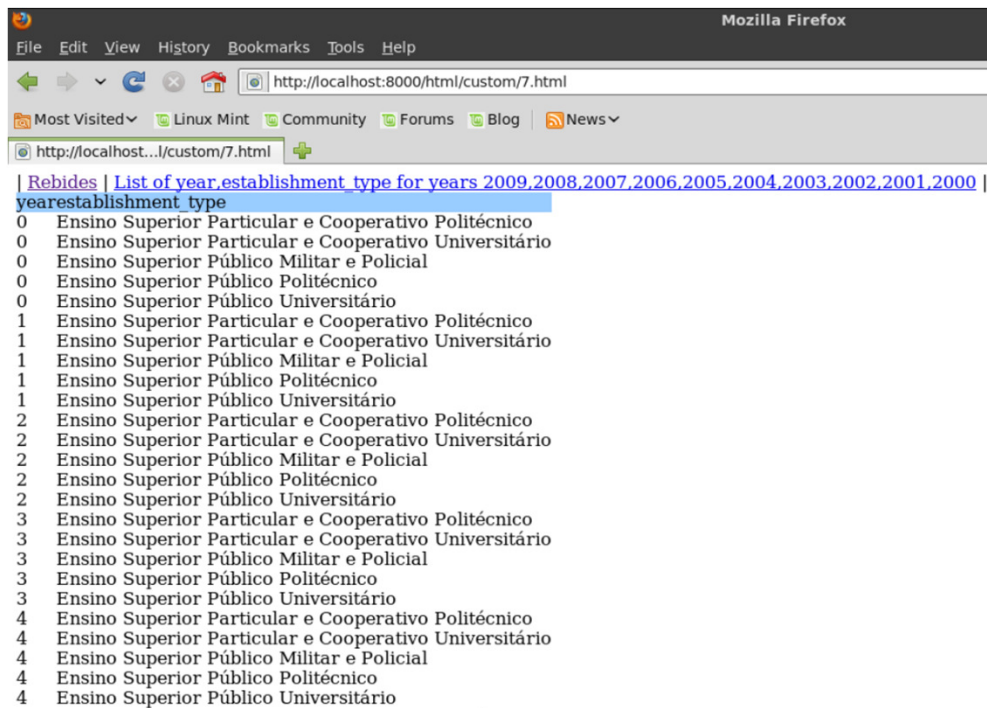 Mozilla Firefox
File Edit View History Bookmarks Tools Help
http://localhost:8000/html/custom/7.html
Most Visited Linux Mint Community Forums Blog News
http://localhost...l/custom/7.html
| Rebides | List of year,establishment_type for years 2009,2008,2007,2006,2005,2004,2003,2002,2001,2000 |
yearestablishment_type
0 Ensino Superior Particular e Cooperativo Politécnico
0 Ensino Superior Particular e Cooperativo Universitário
0 Ensino Superior Público Militar e Policial
0 Ensino Superior Público Politécnico
0 Ensino Superior Público Universitário
1 Ensino Superior Particular e Cooperativo Politécnico
1 Ensino Superior Particular e Cooperativo Universitário
1 Ensino Superior Público Militar e Policial
1 Ensino Superior Público Politécnico
1 Ensino Superior Público Universitário
2 Ensino Superior Particular e Cooperativo Politécnico
2 Ensino Superior Particular e Cooperativo Universitário
2 Ensino Superior Público Militar e Policial
2 Ensino Superior Público Politécnico
2 Ensino Superior Público Universitário
3 Ensino Superior Particular e Cooperativo Politécnico
3 Ensino Superior Particular e Cooperativo Universitário
3 Ensino Superior Público Militar e Policial
3 Ensino Superior Público Politécnico
3 Ensino Superior Público Universitário
4 Ensino Superior Particular e Cooperativo Politécnico
4 Ensino Superior Particular e Cooperativo Universitário
4 Ensino Superior Público Militar e Policial
4 Ensino Superior Público Politécnico
4 Ensino Superior Público Universitário